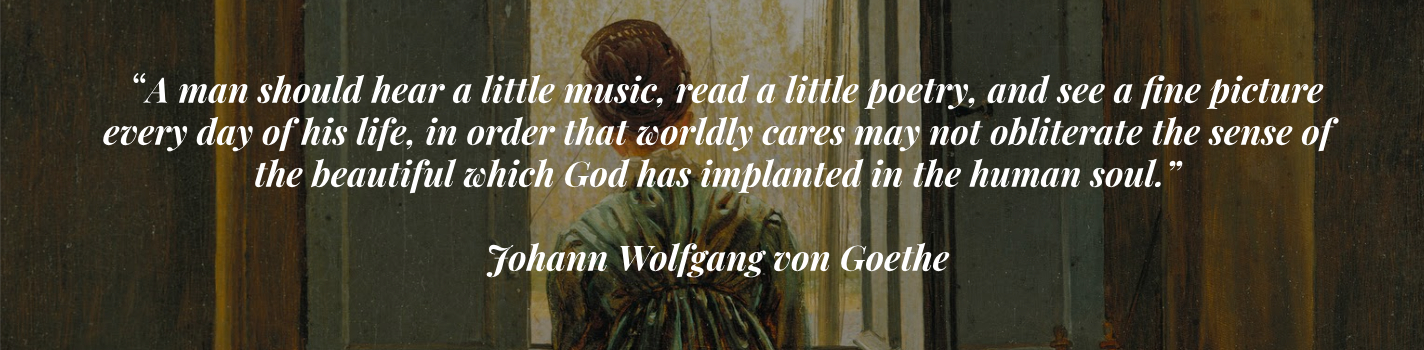 “A man should hear a little music, read a little poetry, and see a fine picture
every day of his life, in order that worldly cares may not obliterate the sense of
the beautiful which God has implanted in the human soul.”
Johann Wolfgang von Goethe